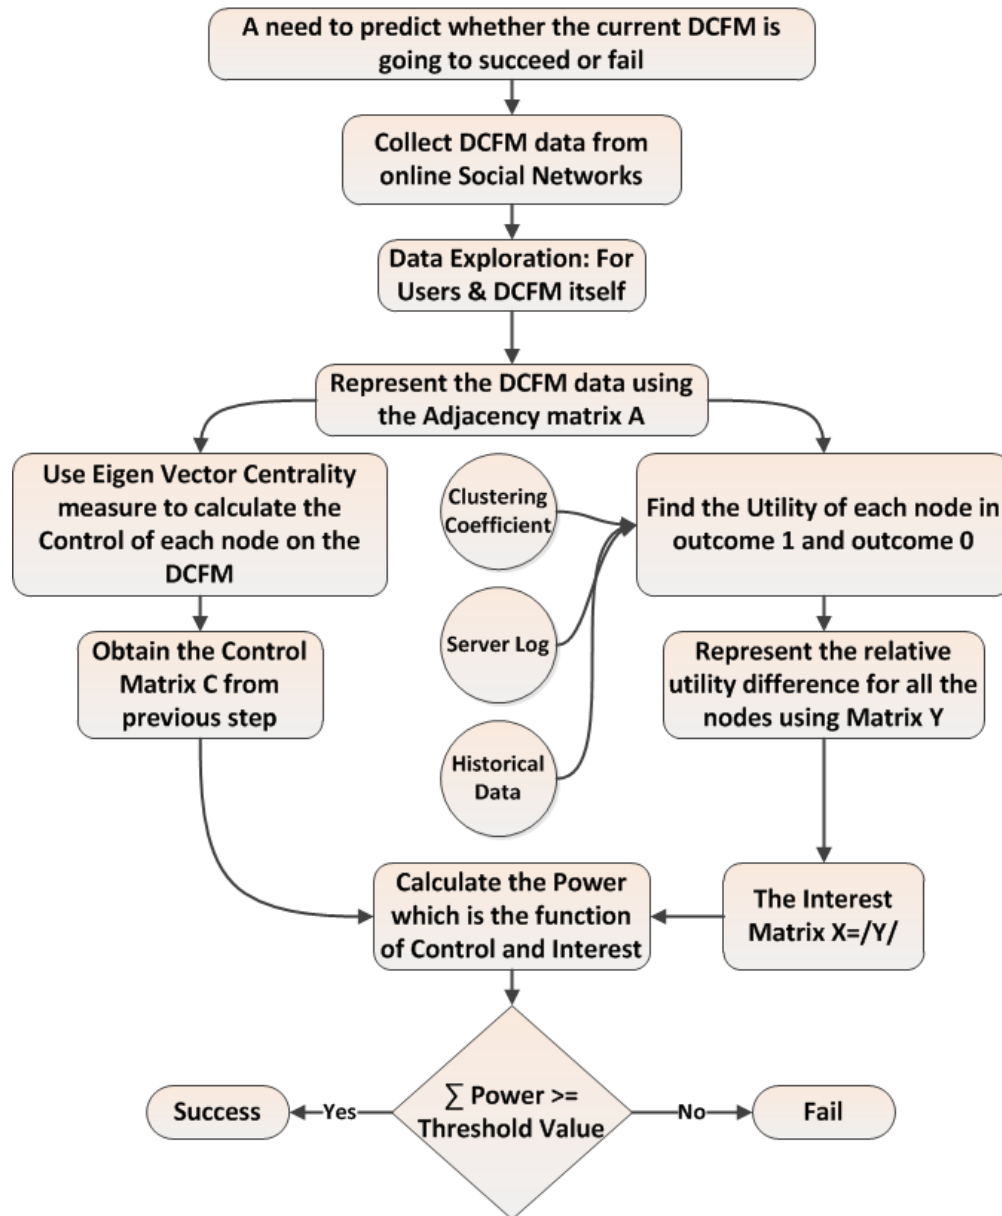 A need to predict whether the current DCFM is
going to succeed or fail
Collect DCFM data from
online Social Networks
Data Exploration: For
Users & DCFM itself
Represent the DCFM data using
the Adjacency matrix A
Use Eigen Vector Centrality
measure to calculate the
Control of each node on the
DCFM
Clustering
Coefficient
Find the Utility of each node in
outcome 1 and outcome 0
Obtain the Control
Matrix C from
previous step
Server Log
Represent the relative
utility difference for all the
nodes using Matrix Y
Historical
Data
Calculate the Power
which is the function
of Control and Interest
The Interest
Matrix X=/Y/
∑ Power >=
Threshold Value
Success
Yes
No
Fail